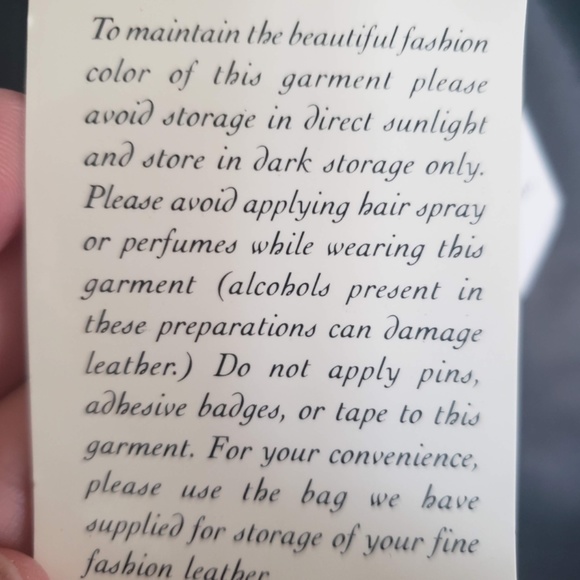 To maintain the beautiful fashion
color of this garment please
avoid storage in direct sunlight
and store in dark storage only.
Please avoid applying hair spray
or perfumes while wearing this
garment (alcohols present in
these preparations can damage
leather.) Do not apply pins,
adhesive badges, or tape to this
garment. For your convenience,
please use the bag we have
supplied for storage of your fine
fashion leather